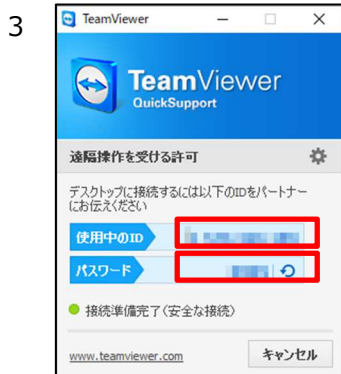 3
TeamViewer
TeamViewer
QuickSupport
遠隔操作を受ける許可
デスクトップに接続するには以下のIDをパートナー
にお伝えください
使用中のID
パスワード
接続準備完了(安全な接続)
www.teamviewer.com
キャンセル